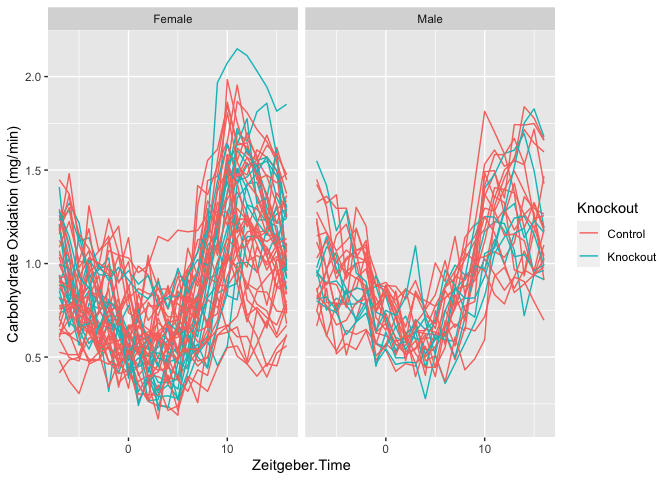 Female
Male
Carbohydrate Oxidation (mg/min)
2.0
1.5
1.0
0.5
0
10
0
10
Zeitgeber.Time
Knockout
Control
Knockout